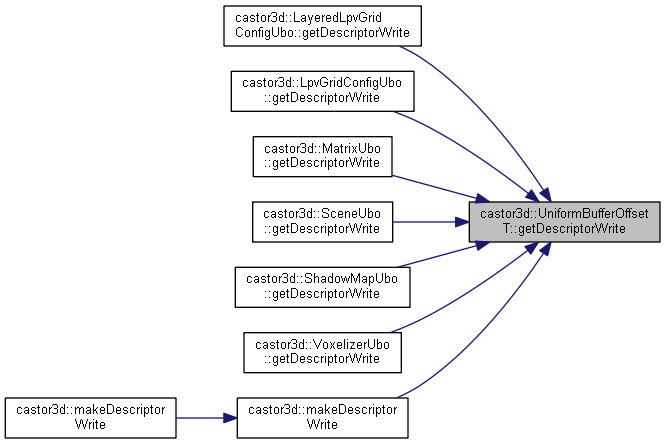 castor3d::LayeredLpvGrid
ConfigUbo::getDescriptorWrite
castor3d::LpvGridConfigUbo
::getDescriptorWrite
castor3d::MatrixUbo
::getDescriptorWrite
castor3d::UniformBufferOffset
T::getDescriptorWrite
castor3d::SceneUbo
::getDescriptorWrite
castor3d::ShadowMapUbo
::getDescriptorWrite
castor3d::VoxelizerUbo
::getDescriptorWrite
castor3d::makeDescriptor
Write
castor3d::makeDescriptor
Write